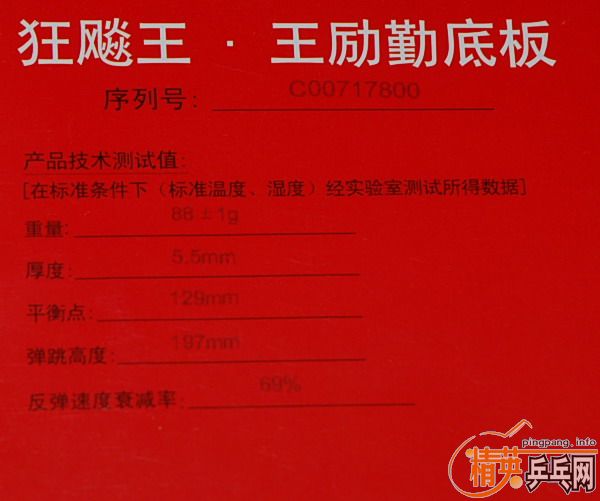 狂飚王·王励勤底板
序列号: C00717800
产品技术测试值:
[在标准条件下（标准温度、湿度）经实验室测试所得数据]
重量: 88±1g
厚度: 5.5mm
平衡点: 129mm
弹跳高度: 197mm
反弹速度衰减率: 69%
pingpang.info
精英乒乓网